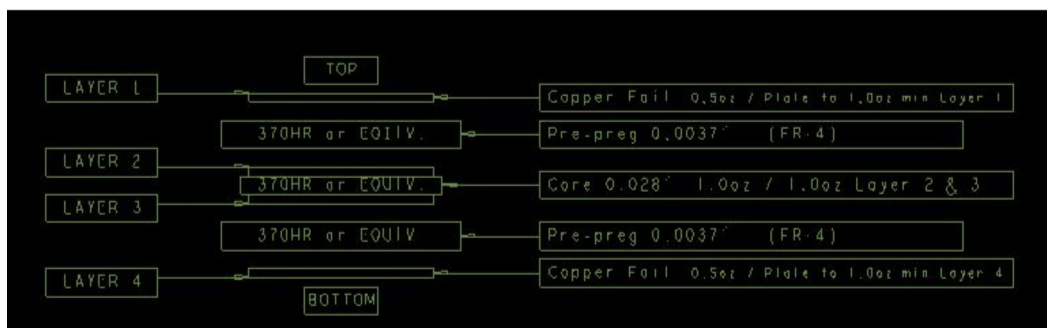 TOP
LAYER 1
Copper Foil 0.5oz / Plate to 1.0oz min Layer 1
370HR or EQIIV.
Pre-preg 0.0037" (FR-4)
LAYER 2
370HR or EQUIV.
Core 0.028" 1.0oz / 1.0oz Layer 2 & 3
LAYER 3
370HR or EQUIV
Pre-preg 0.0037" (FR-4)
Copper Foil 0.5oz / Plate to 1.0oz min Layer 4
LAYER 4
BOTTOM